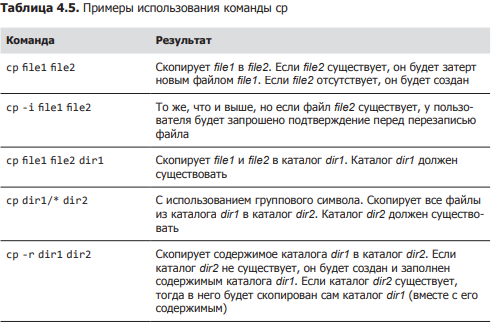 Таблица 4.5. Примеры использования команды cp
Команда Результат
cp file1 file2 Скопирует file1 в file2. Если file2 существует, он будет затерт
новым файлом file1. Если file2 отсутствует, он будет создан
cp -i file1 file2 То же, что и выше, но если файл file2 существует, у пользо-
вателя будет запрошено подтверждение перед перезаписью
файла
cp file1 file2 dir1 Скопирует file1 и file2 в каталог dir1. Каталог dir1 должен
существовать
cp dir1/* dir2 С использованием группового символа. Скопирует все файлы
из каталога dir1 в каталог dir2. Каталог dir2 должен существо-
вать
cp -r dir1 dir2 Скопирует содержимое каталога dir1 в каталог dir2. Если
каталог dir2 не существует, он будет создан и заполнен
содержимым каталога dir1. Если каталог dir2 существует,
тогда в него будет скопирован сам каталог dir1 (вместе с его
содержимым)